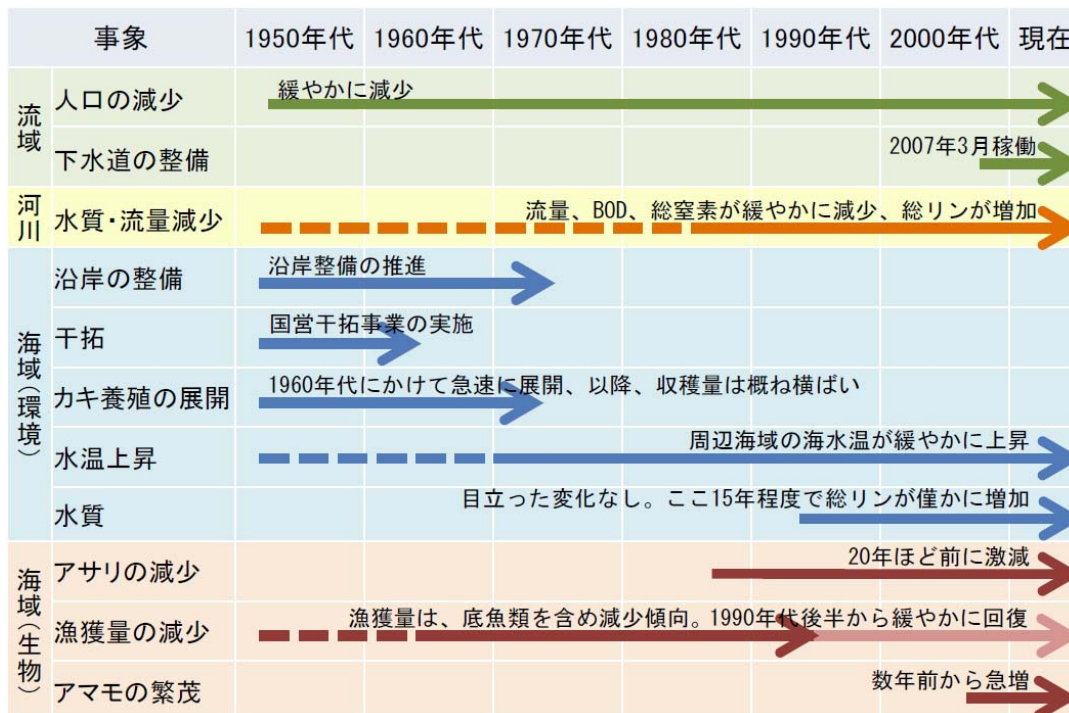 事象 1950年代 1960年代 1970年代 1980年代 1990年代 2000年代 現在
流域
人口の減少 緩やかに減少
下水道の整備 2007年3月稼働
河川
水質・流量減少 流量、BOD、総窒素が緩やかに減少、総リンが増加
海域(環境)
沿岸の整備 沿岸整備の推進
干拓 国営干拓事業の実施
カキ養殖の展開 1960年代にかけて急速に展開、以降、収穫量は概ね横ばい
水温上昇 周辺海域の海水温が緩やかに上昇
水質 目立った変化なし。ここ15年程度で総リンが僅かに増加
海域(生物)
アサリの減少 20年ほど前に激減
漁獲量の減少 漁獲量は、底魚類を含め減少傾向。1990年代後半から緩やかに回復
アマモの繁茂 数年前から急増